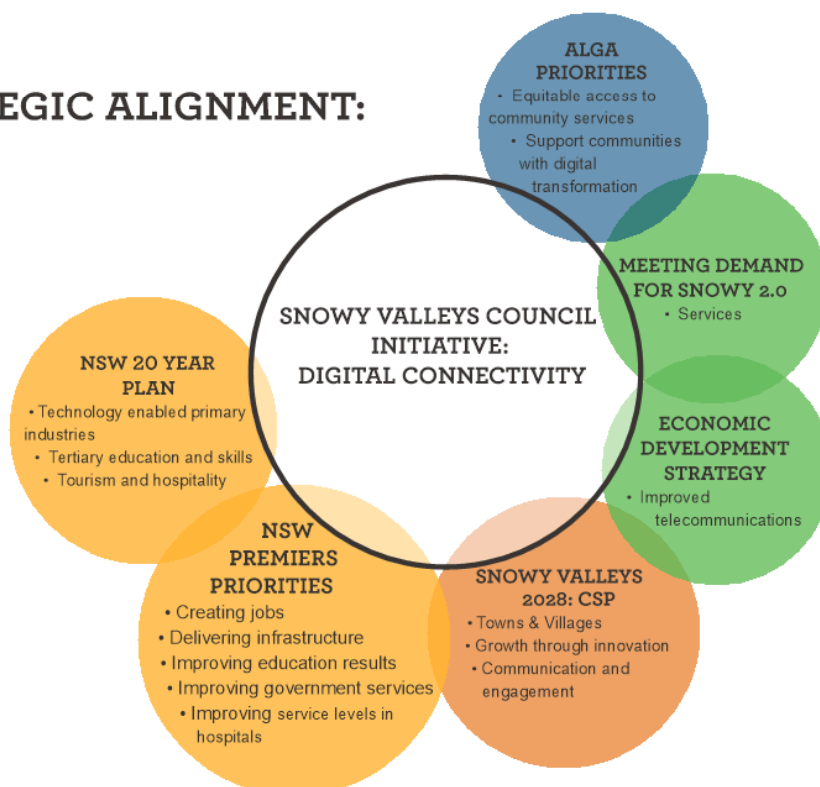 EGIC ALIGNMENT:
ALGA
PRIORITIES
• Equitable access to
community services
• Support communities
with digital
transformation
MEETING DEMAND
FOR SNOWY 2.0
• Services
SNOWY VALLEYS COUNCIL
INITIATIVE:
DIGITAL CONNECTIVITY
NSW 20 YEAR
PLAN
• Technology enabled primary
industries
• Tertiary education and skills
• Tourism and hospitality
ECONOMIC
DEVELOPMENT
STRATEGY
• Improved
telecommunications
NSW
PREMIERS
PRIORITIES
• Creating jobs
• Delivering infrastructure
• Improving education results
• Improving government services
• Improving service levels in
hospitals
SNOWY VALLEYS
2028: CSP
• Towns & Villages
• Growth through innovation
• Communication and
engagement